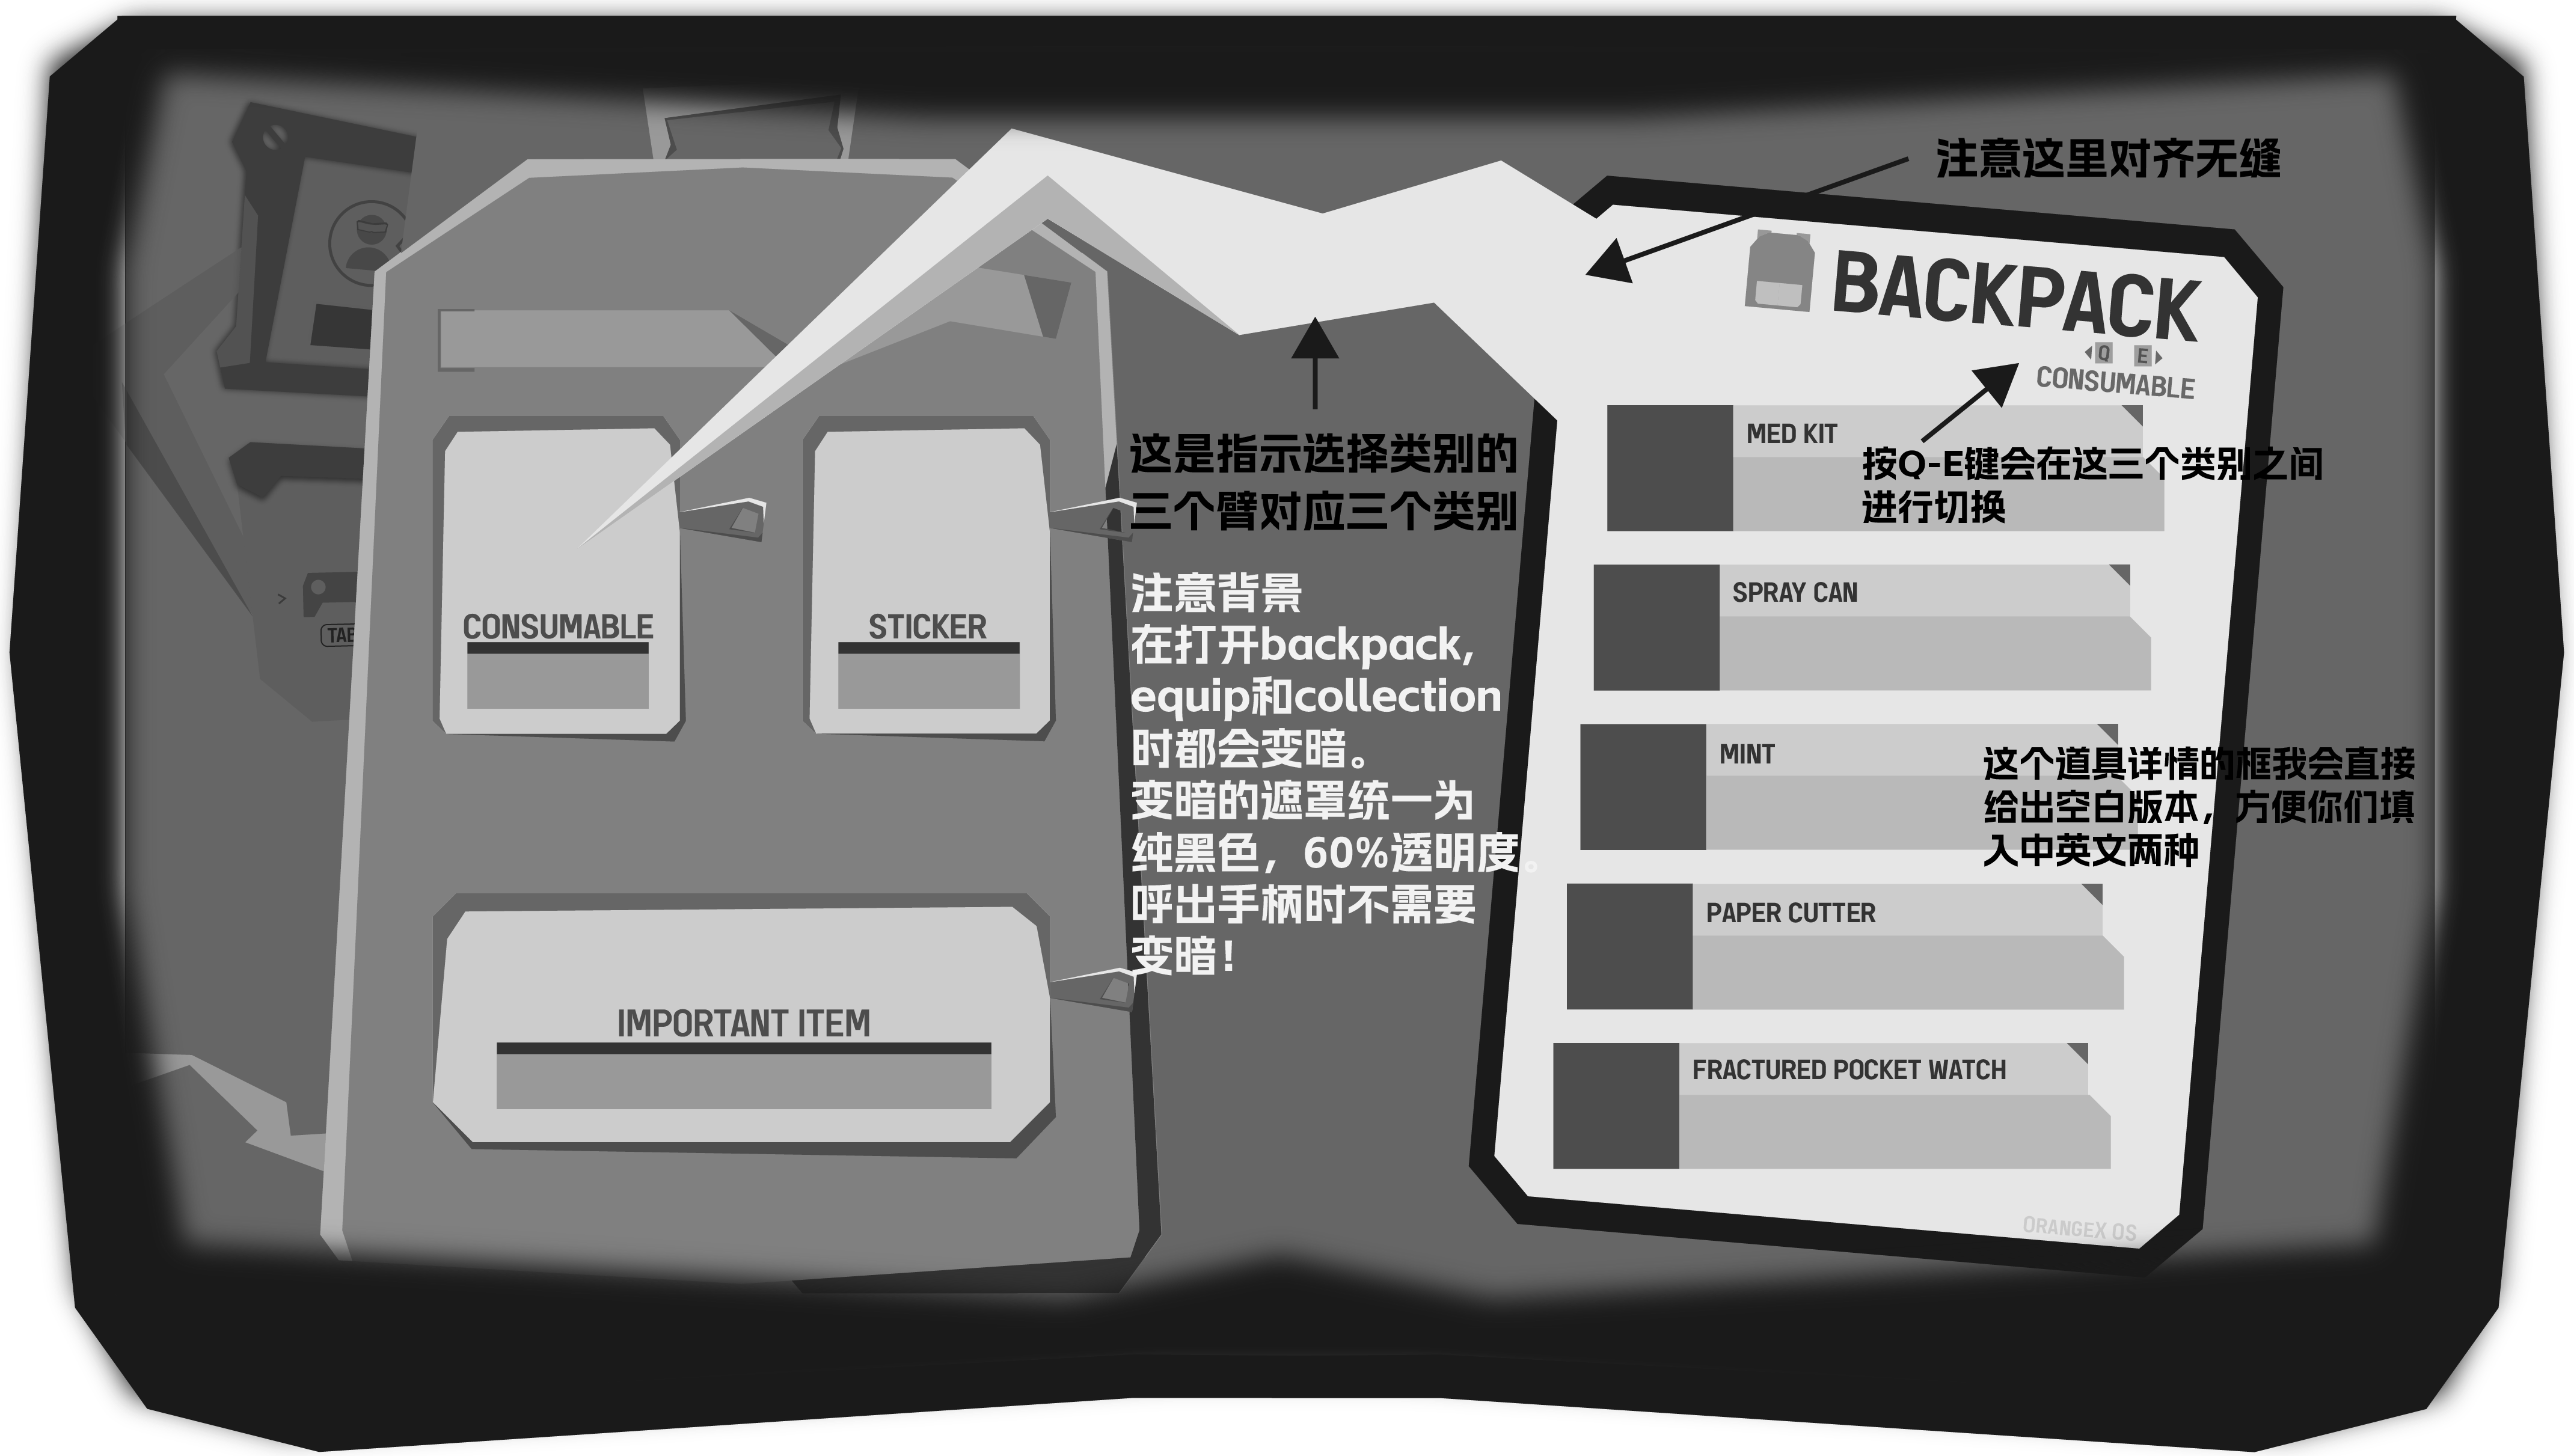 注意这里对齐无缝
BACKPACK
Q E
CONSUMABLE
MED KIT
按Q-E键会在这三个类别之间
进行切换
这是指示选择类别的
三个臂对应三个类别
注意背景
在打开backpack,
equip和collection
时都会变暗。
变暗的遮罩统一为
纯黑色，60%透明度。
呼出手柄时不需要
变暗！
CONSUMABLE
STICKER
IMPORTANT ITEM
TAB
>
SPRAY CAN
MINT
这个道具详情的框我会直接
给出空白版本，方便你们填
入中英文两种
PAPER CUTTER
FRACTURED POCKET WATCH
ORANGEX OS